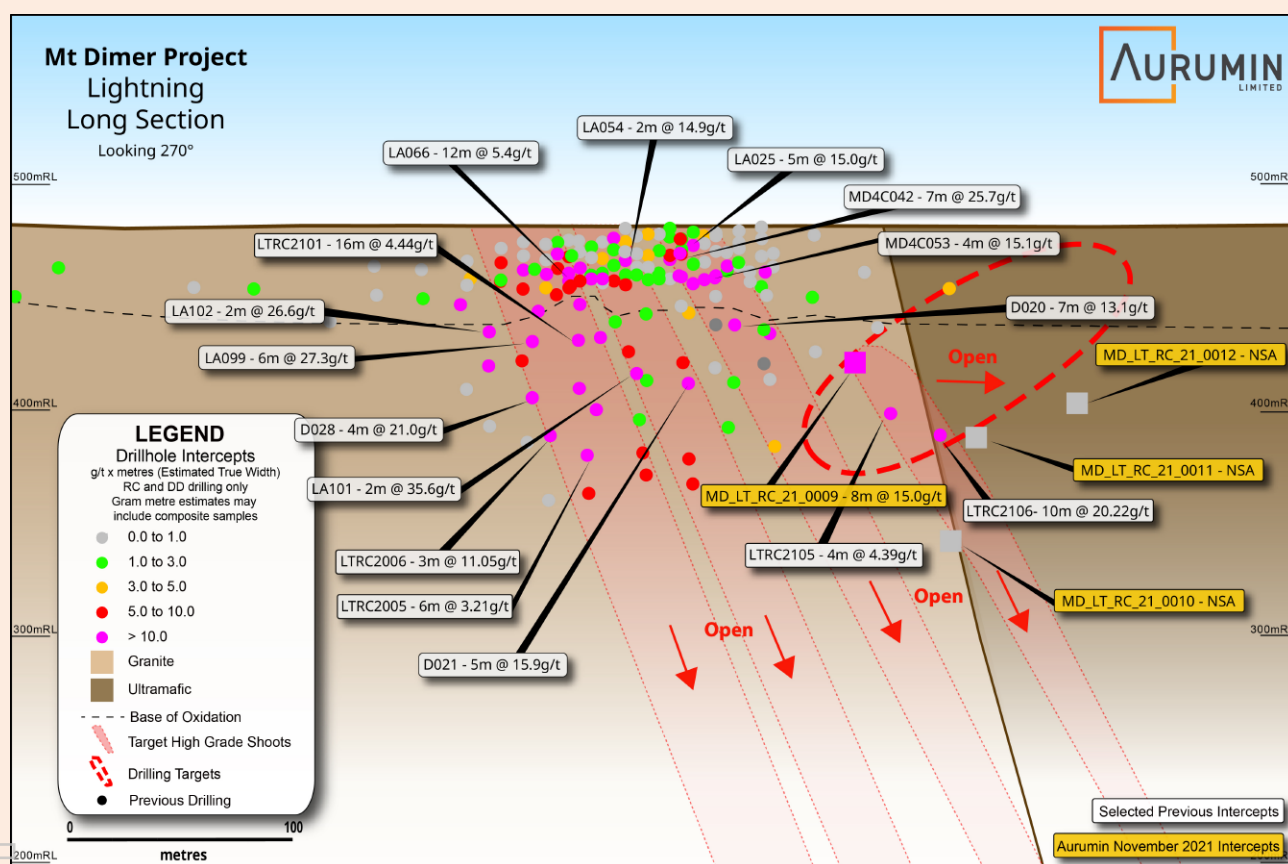 Mt Dimer Project
Lightning
Long Section
Looking 270°
AURUMIN
LIMITED
LA054 - 2m @ 14.9g/t
LA066 - 12m @ 5.4g/t
LA025 - 5m @ 15.0g/t
500mRL
500mRL
MD4C042 - 7m @ 25.7g/t
LTRC2101 - 16m @ 4.44g/t
MD4C053 - 4m @ 15.1g/t
LA102 - 2m @ 26.6g/t
D020 - 7m @ 13.1g/t
LA099 - 6m @ 27.3g/t
Open
MD_LT_RC_21_0012 - NSA
400mRL
400mRL
D028 - 4m @ 21.0g/t
MD_LT_RC_21_0011 - NSA
LA101 - 2m @ 35.6g/t
MD_LT_RC_21_0009 - 8m @ 15.0g/t
LTRC2106- 10m @ 20.22g/t
LTRC2006 - 3m @ 11.05g/t
LTRC2105 - 4m @ 4.39g/t
LTRC2005 - 6m @ 3.21g/t
Open
MD_LT_RC_21_0010 - NSA
Open
300mRL
300mRL
D021 - 5m @ 15.9g/t
LEGEND
Drillhole Intercepts
g/t x metres (Estimated True Width)
RC and DD drilling only
Gram metre estimates may
include composite samples
0.0 to 1.0
1.0 to 3.0
3.0 to 5.0
5.0 to 10.0
> 10.0
Granite
Ultramafic
Base of Oxidation
Target High Grade Shoots
Drilling Targets
Previous Drilling
0 100
metres
Selected Previous Intercepts
Aurumin November 2021 Intercepts
200mRL